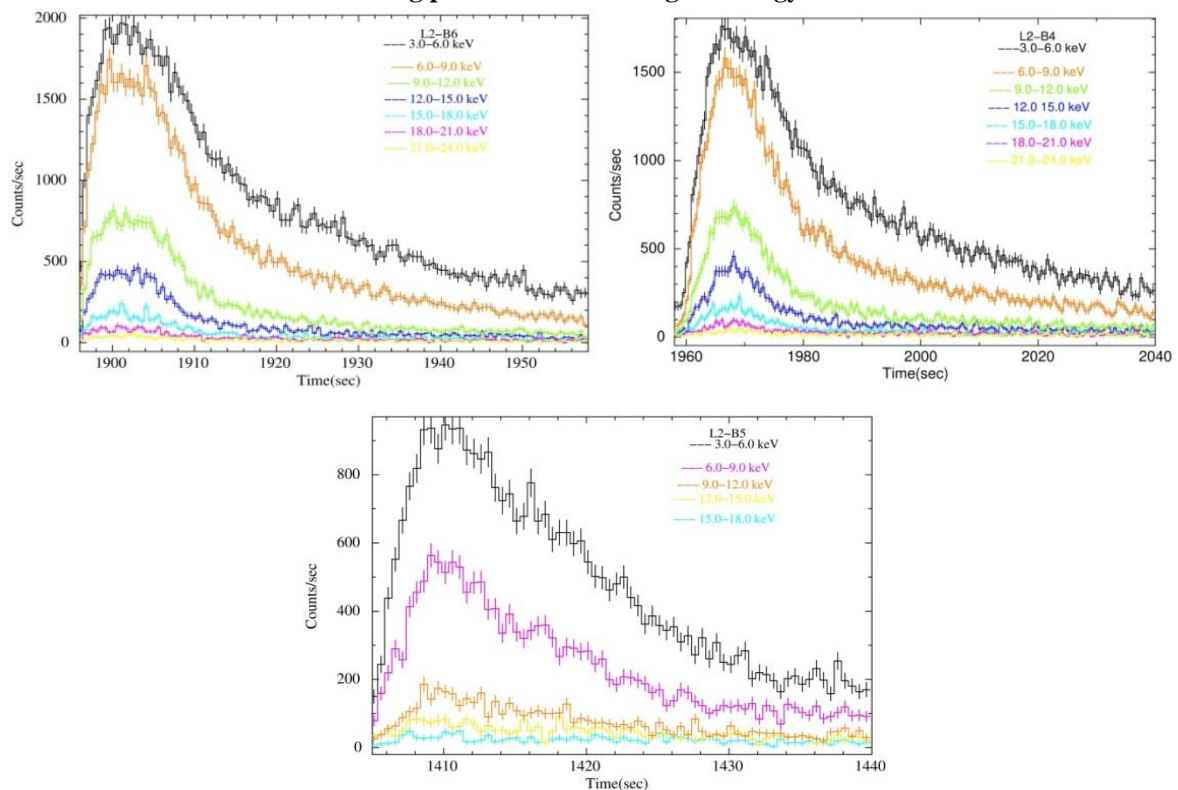 2000
1500
1000
500
0
Counts/sec
L2−B6
3.0−6.0 keV
6.0−9.0 keV
9.0−12.0 keV
12.0−15.0 keV
15.0−18.0 keV
18.0−21.0 keV
21.0−24.0 keV
1900 1910 1920 1930 1940 1950
Time(sec)
1500
1000
500
0
Counts/sec
L2−B4
3.0−6.0 keV
6.0−9.0 keV
9.0−12.0 keV
12.0 15.0 keV
15.0−18.0 keV
18.0−21.0 keV
21.0−24.0 keV
1960 1980 2000 2020 2040
Time(sec)
800
600
400
200
0
Counts/sec
L2−B5
3.0−6.0 keV
6.0−9.0 keV
9.0−12.0 keV
12.0−15.0 keV
15.0−18.0 keV
1410 1420 1430 1440
Time(sec)